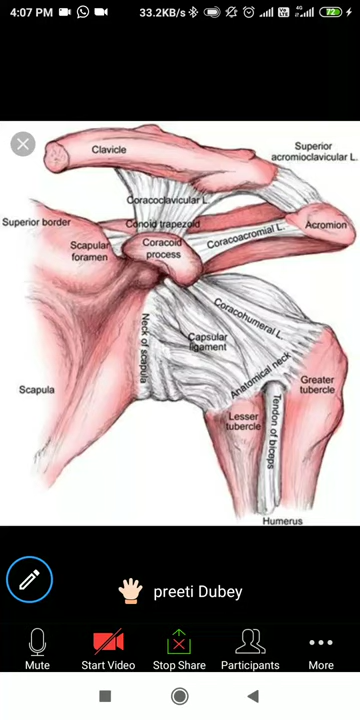 4:07 PM
33.2KB/s
4G
72
Clavicle
Superior
acromioclavicular L.
Coracoclavicular L.
Superior border
Conoid trapezoid
Acromion
Scapular
foramen
Coracoid
process
Coracoacromial L.
Coracohumeral L.
Neck of scapula
Capsular
ligament
Anatomical neck
Scapula
Greater
tubercle
Lesser
tubercle
Tendon of biceps
Humerus
preeti Dubey
Mute
Start Video
Stop Share
Participants
More